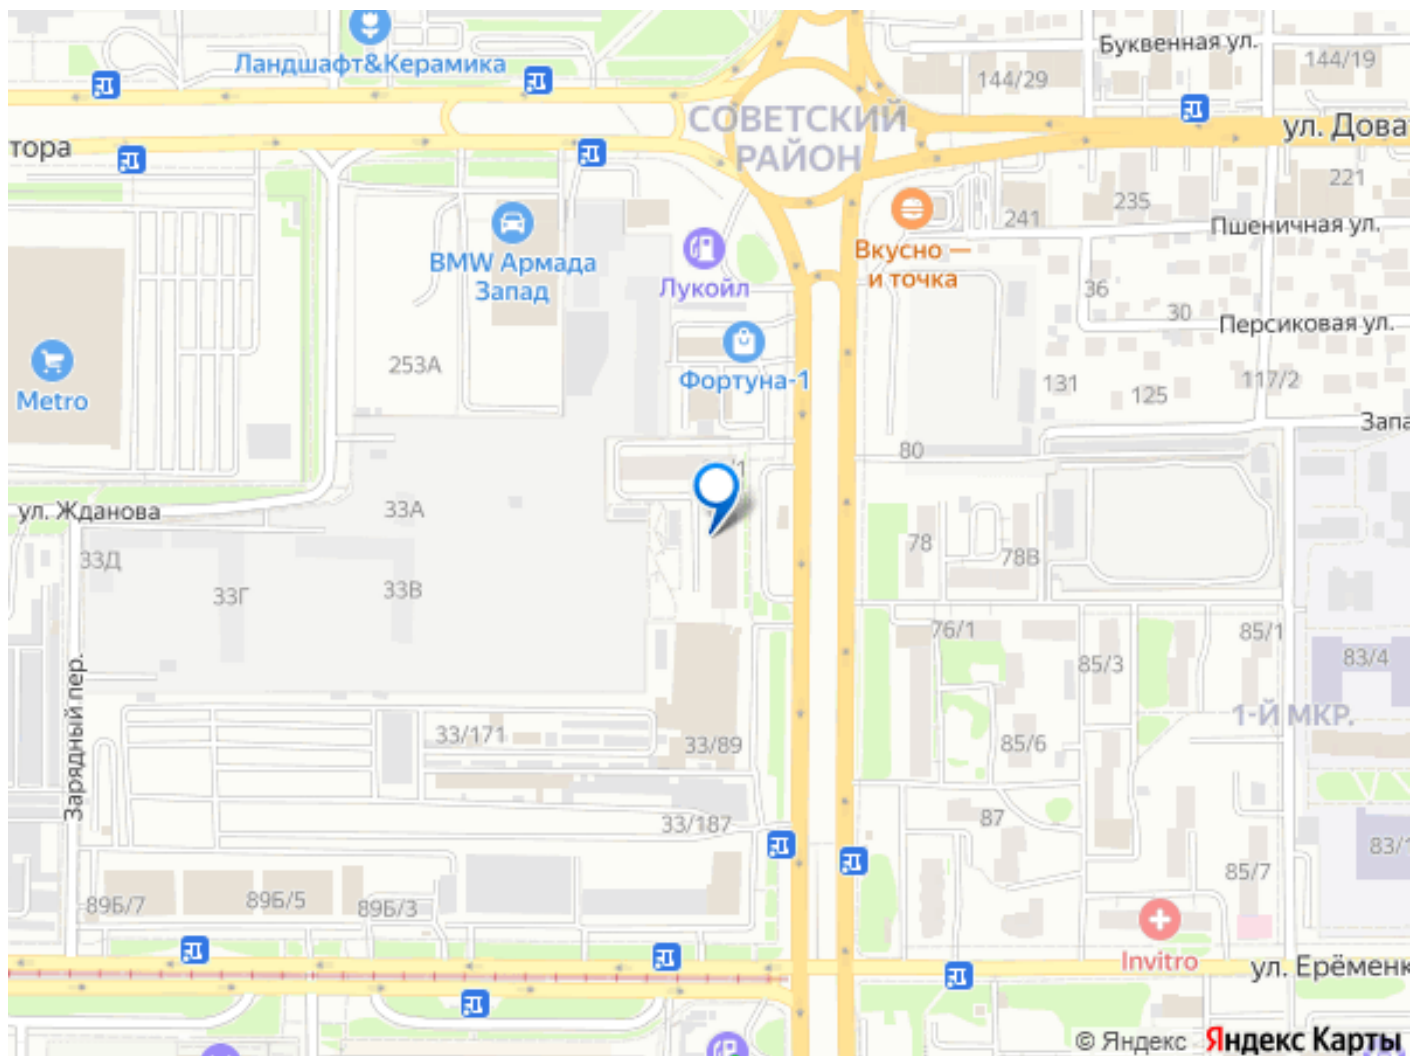 Буквенная ул.
144/19
Ландшафт&Керамика
144/29
СОВЕТСКИЙ
РАЙОН
ул. Дова
тора
221
235
241
Пшеничная ул.
BMW Армада
Запад
Вкусно —
и точка
Лукойл
36
30
Персиковая ул.
253А
Фортуна-1
Metro
131
125
117/2
Запа
80
ул. Жданова
33А
33Д
78
78В
33Г
33В
76/1
85/1
85/3
83/4
Зарядный пер.
1-Й МКР.
33/171
33/89
85/6
33/187
87
83/1
85/7
89Б/7
89Б/5
89Б/3
Invitro
ул. Ерёменк
© Яндекс
Яндекс Карты